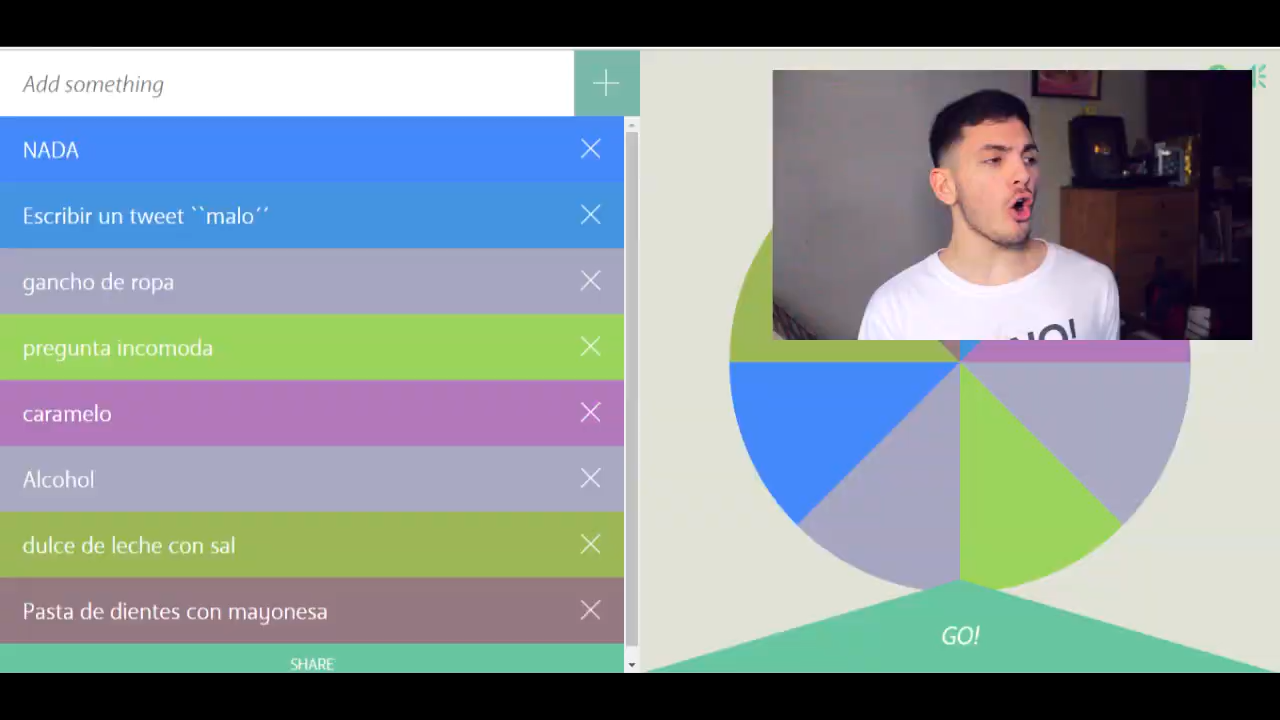 Add something
NADA
Escribir un tweet ``malo´´
gancho de ropa
pregunta incomoda
caramelo
Alcohol
dulce de leche con sal
Pasta de dientes con mayonesa
SHARE
NO!
GO!